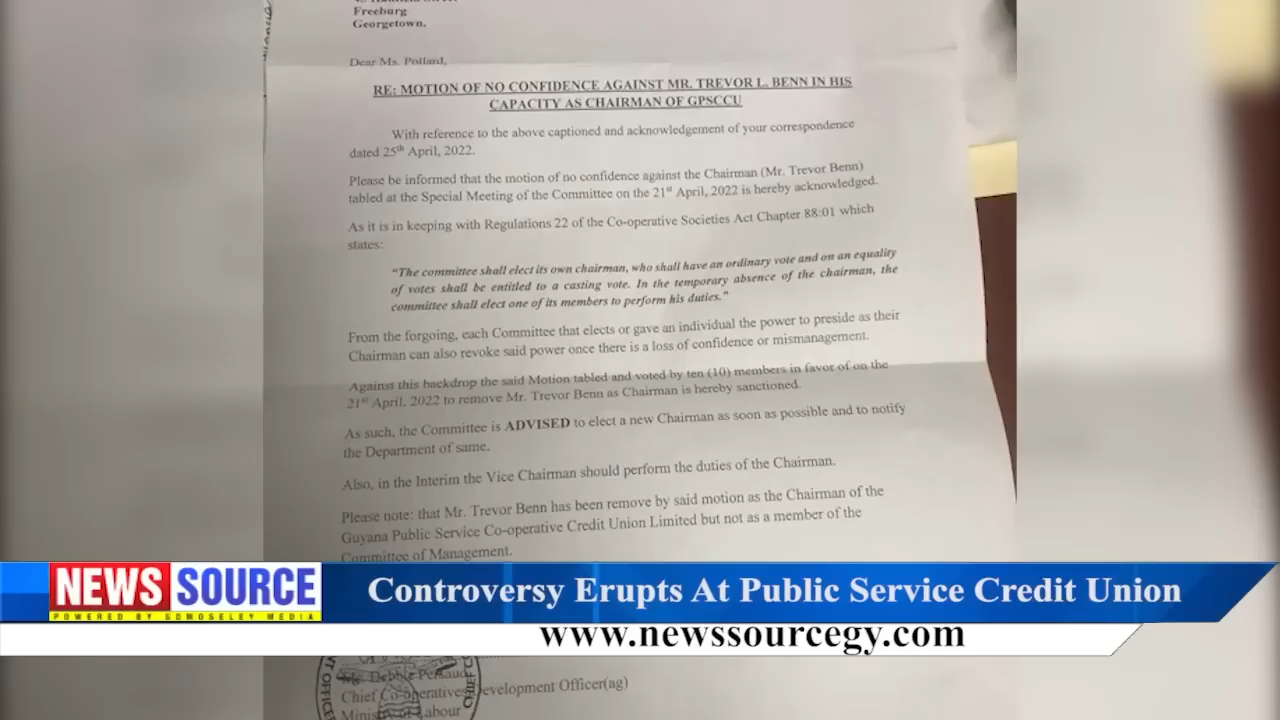 Freeburg
Georgetown.
Dear Ms. Pollard,
RE: MOTION OF NO CONFIDENCE AGAINST MR. TREVOR L. BENN IN HIS
CAPACITY AS CHAIRMAN OF GPSCCU
With reference to the above captioned and acknowledgement of your correspondence
dated 25th April, 2022.
Please be informed that the motion of no confidence against the Chairman (Mr. Trevor Benn)
tabled at the Special Meeting of the Committee on the 21st April, 2022 is hereby acknowledged.
As it is in keeping with Regulations 22 of the Co-operative Societies Act Chapter 88:01 which
states:
"The committee shall elect its own chairman, who shall have an ordinary vote and on an equality
of votes shall be entitled to a casting vote. In the temporary absence of the chairman, the
committee shall elect one of its members to perform his duties."
From the forgoing, each Committee that elects or gave an individual the power to preside as their
Chairman can also revoke said power once there is a loss of confidence or mismanagement.
Against this backdrop the said Motion tabled and voted by ten (10) members in favor of on the
21st April, 2022 to remove Mr. Trevor Benn as Chairman is hereby sanctioned.
As such, the Committee is ADVISED to elect a new Chairman as soon as possible and to notify
the Department of same.
Also, in the Interim the Vice Chairman should perform the duties of the Chairman.
Please note: that Mr. Trevor Benn has been remove by said motion as the Chairman of the
Guyana Public Service Co-operative Credit Union Limited but not as a member of the
Committee of Management.
NEWS SOURCE
POWERED BY GDMOSELEY MEDIA
Controversy Erupts At Public Service Credit Union
www.newssourcegy.com
Debbie
Chief Co-operatives Development Officer(ag)
Ministry of Labour